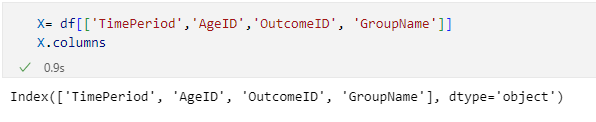 X= df[['TimePeriod','AgeID','OutcomeID', 'GroupName']]
X.columns
0.9s
Index(['TimePeriod', 'AgeID', 'OutcomeID', 'GroupName'], dtype='object')